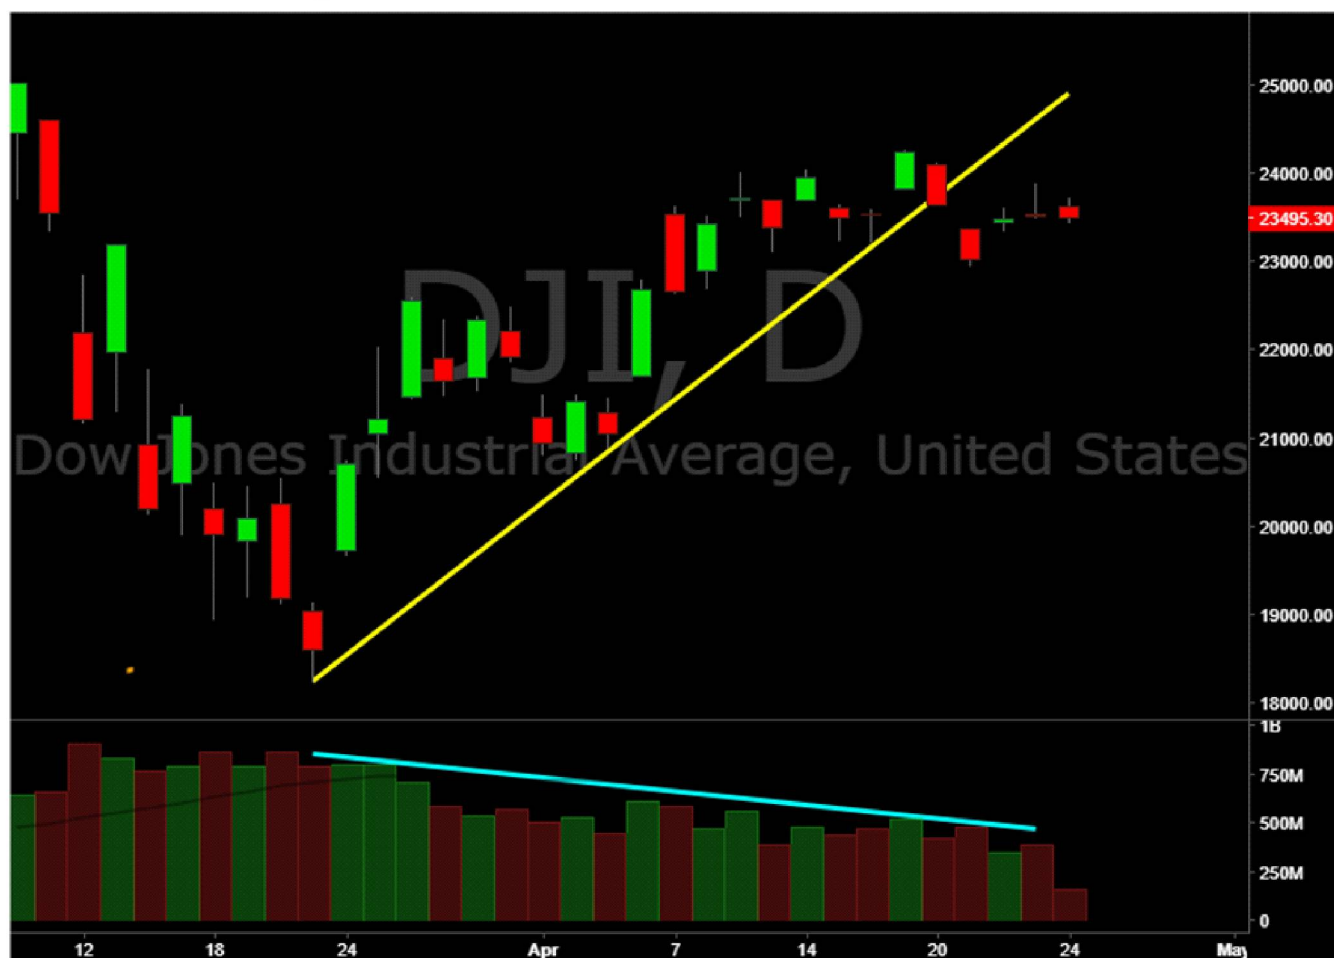 25000.00
24000.00
23495.30
23000.00
DJI, D
22000.00
21000.00
Dow Jones Industrial Average, United States
20000.00
19000.00
18000.00
1B
750M
500M
250M
0
12 18 24 Apr 7 14 20 24 May